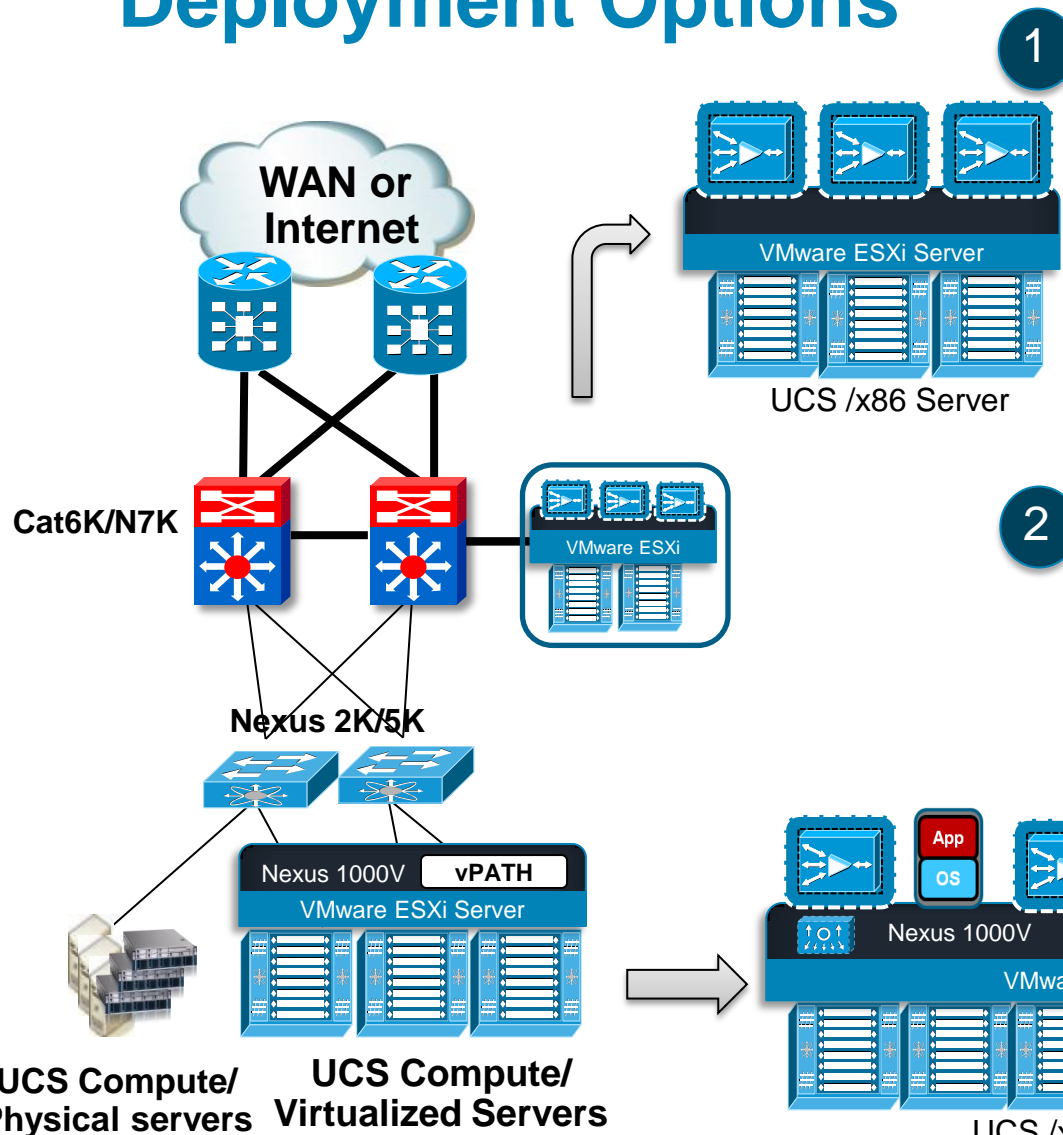 Deployment Options
1
WAN or
Internet
VMware ESXi Server
UCS /x86 Server
Cat6K/N7K
VMware ESXi
2
Nexus 2K/5K
Nexus 1000V vPATH
VMware ESXi Server
App
OS
Nexus 1000V
UCS Compute/
Physical servers
UCS Compute/
Virtualized Servers